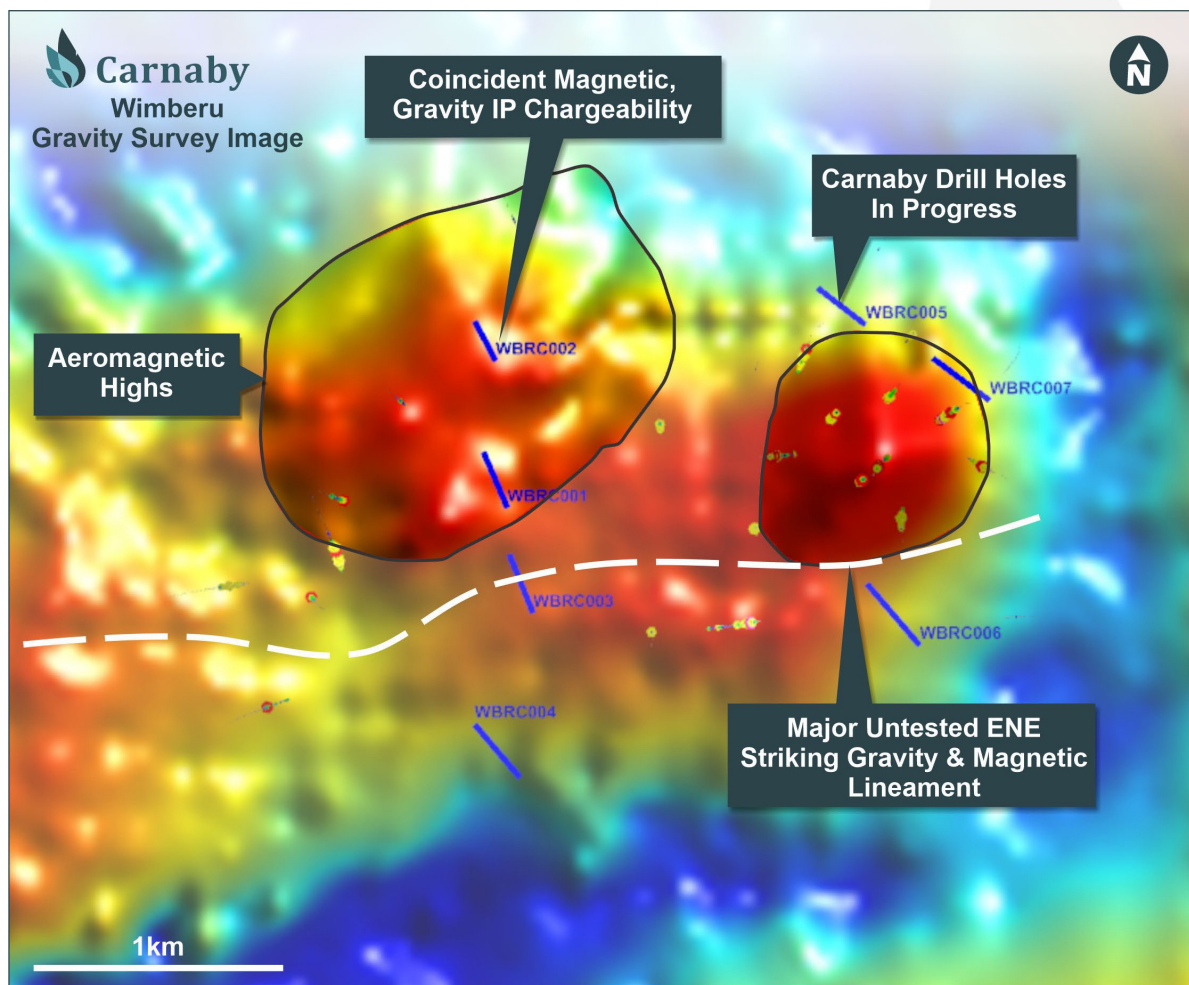 Carnaby
Wimberu
Gravity Survey Image
Coincident Magnetic,
Gravity IP Chargeability
N
Carnaby Drill Holes
In Progress
WBRC005
Aeromagnetic
Highs
WBRC002
WBRC007
WBRC001
WBRC003
WBRC006
WBRC004
Major Untested ENE
Striking Gravity & Magnetic
Lineament
1km